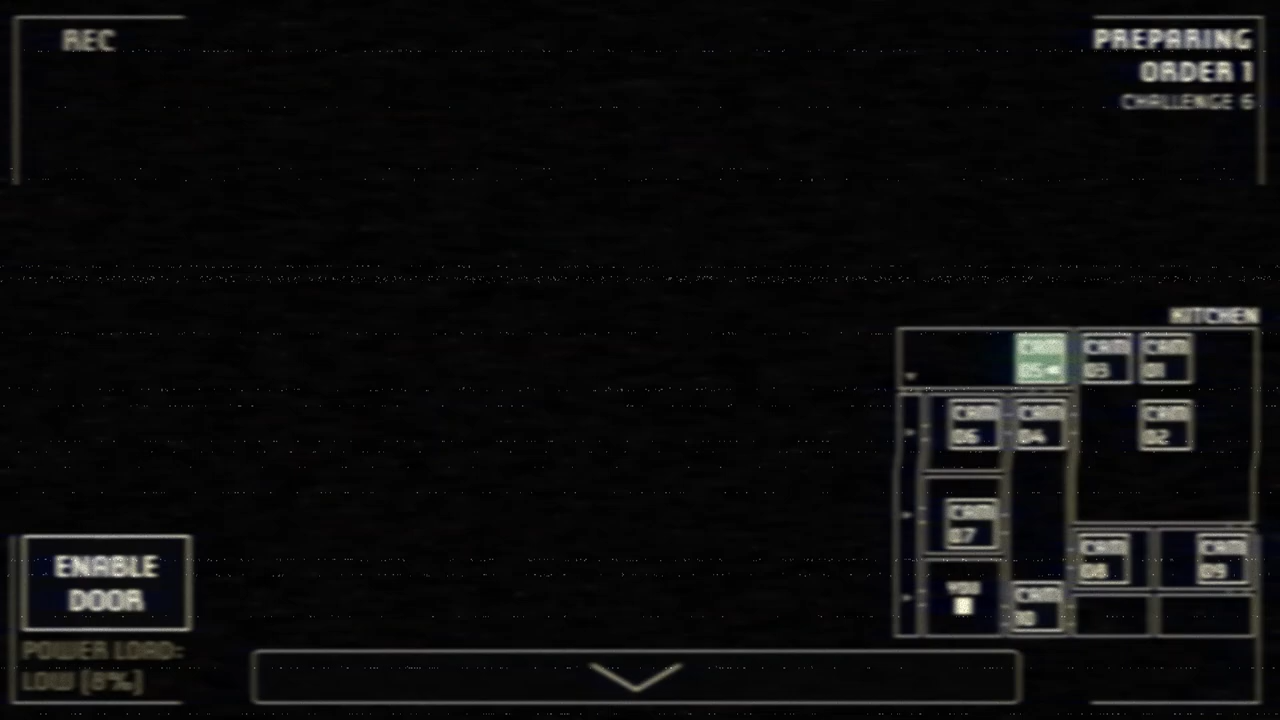 REC
PREPARING
ORDER 1
CHALLENGE 6
KITCHEN
CAM
05
CAM
03
CAM
01
CAM
06
CAM
04
CAM
02
CAM
07
CAM
08
CAM
09
YOU
CAM
10
ENABLE
DOOR
POWER LOAD:
LOW (8%)